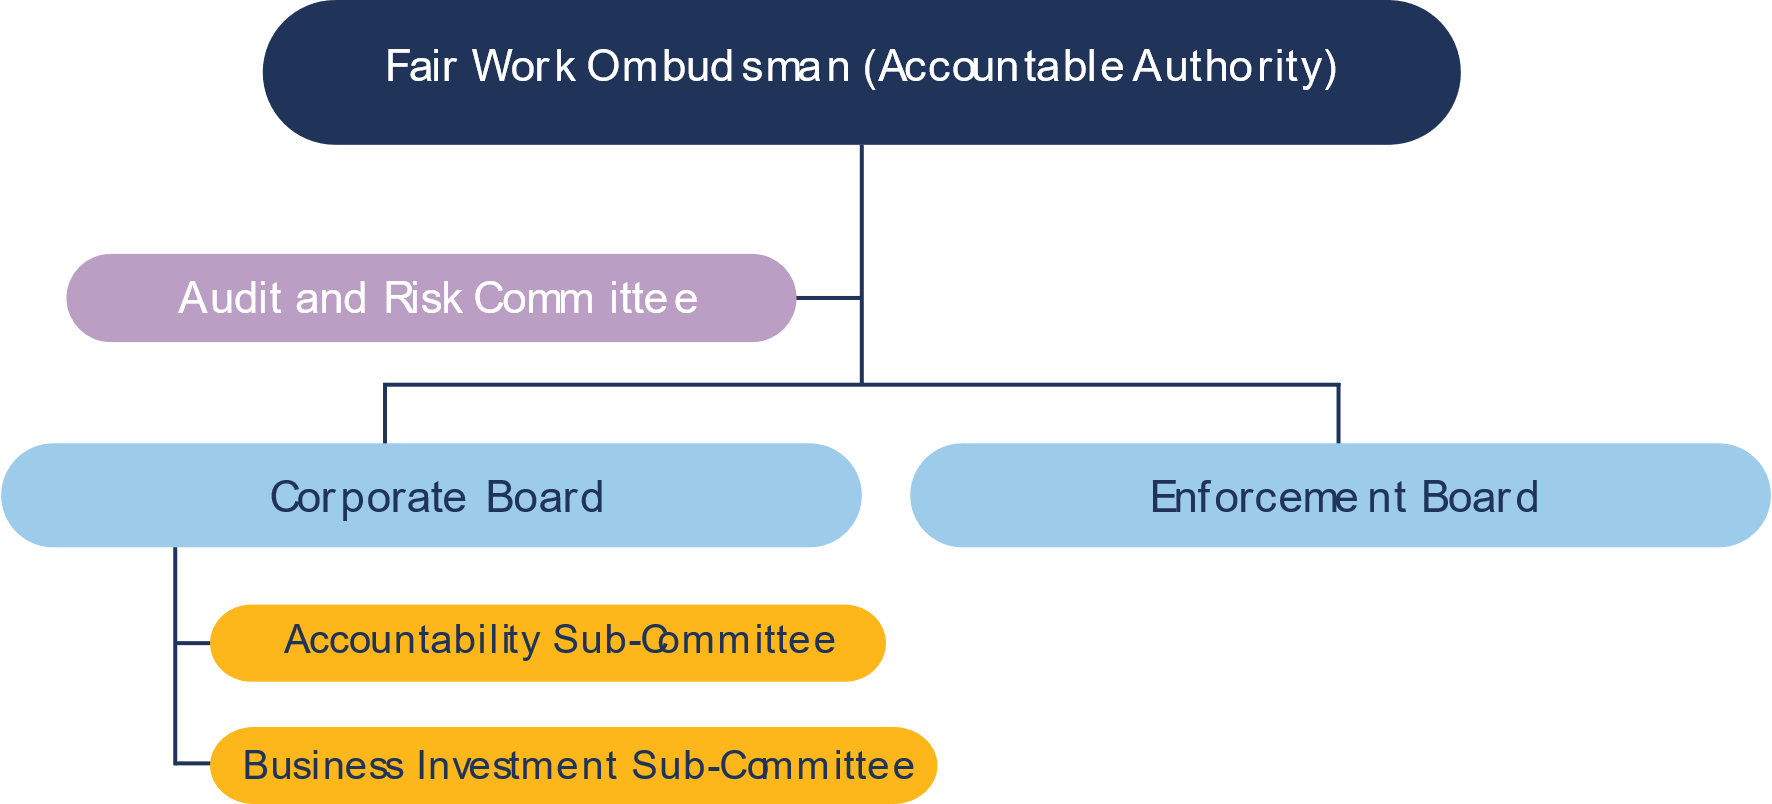 Fair Work Ombudsman (Accountable Authority)
Audit and Risk Committee
Corporate Board
Enforcement Board
Accountability Sub-Committee
Business Investment Sub-Committee